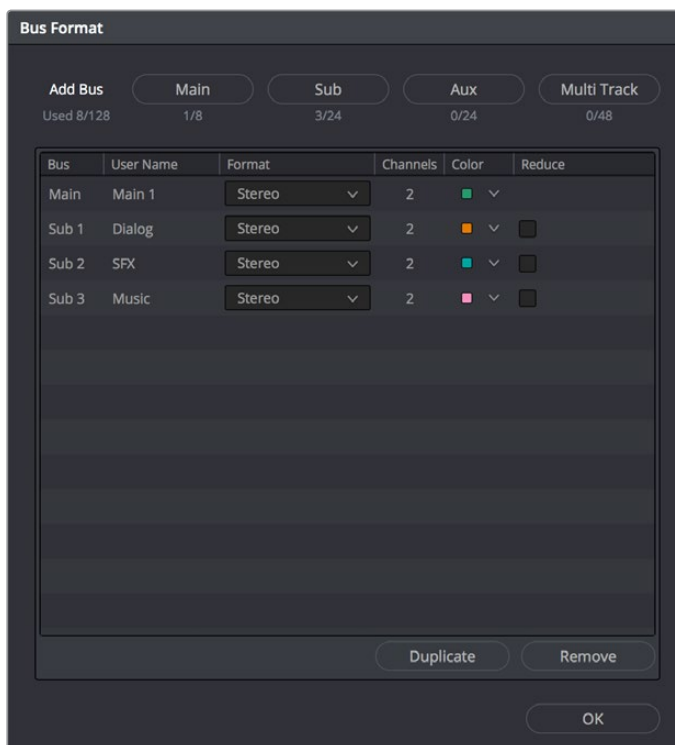 Bus Format
Add Bus Main Sub Aux Multi Track
Used 8/128 1/8 3/24 0/24 0/48
Bus User Name Format Channels Color Reduce
Main Main 1 Stereo 2
Sub 1 Dialog Stereo 2
Sub 2 SFX Stereo 2
Sub 3 Music Stereo 2
Duplicate Remove
OK